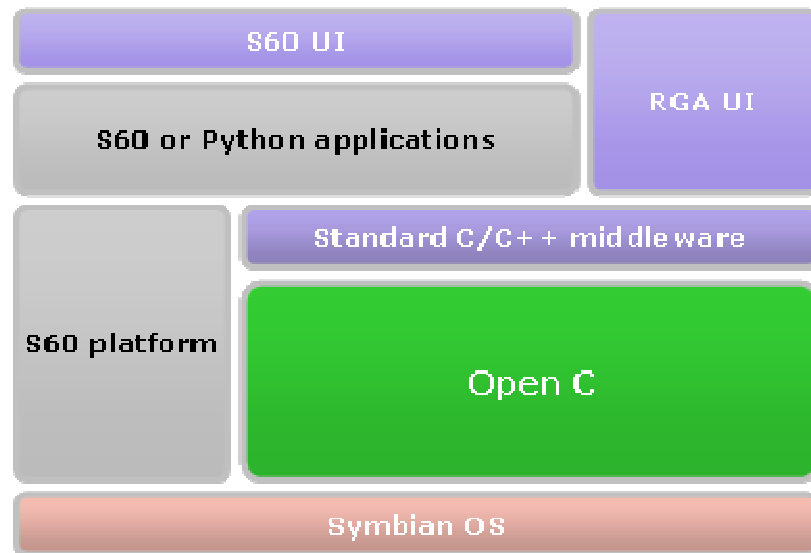 S60 UI
RGA UI
S60 or Python applications
Standard C/C++ middleware
S60 platform
Open C
Symbian OS